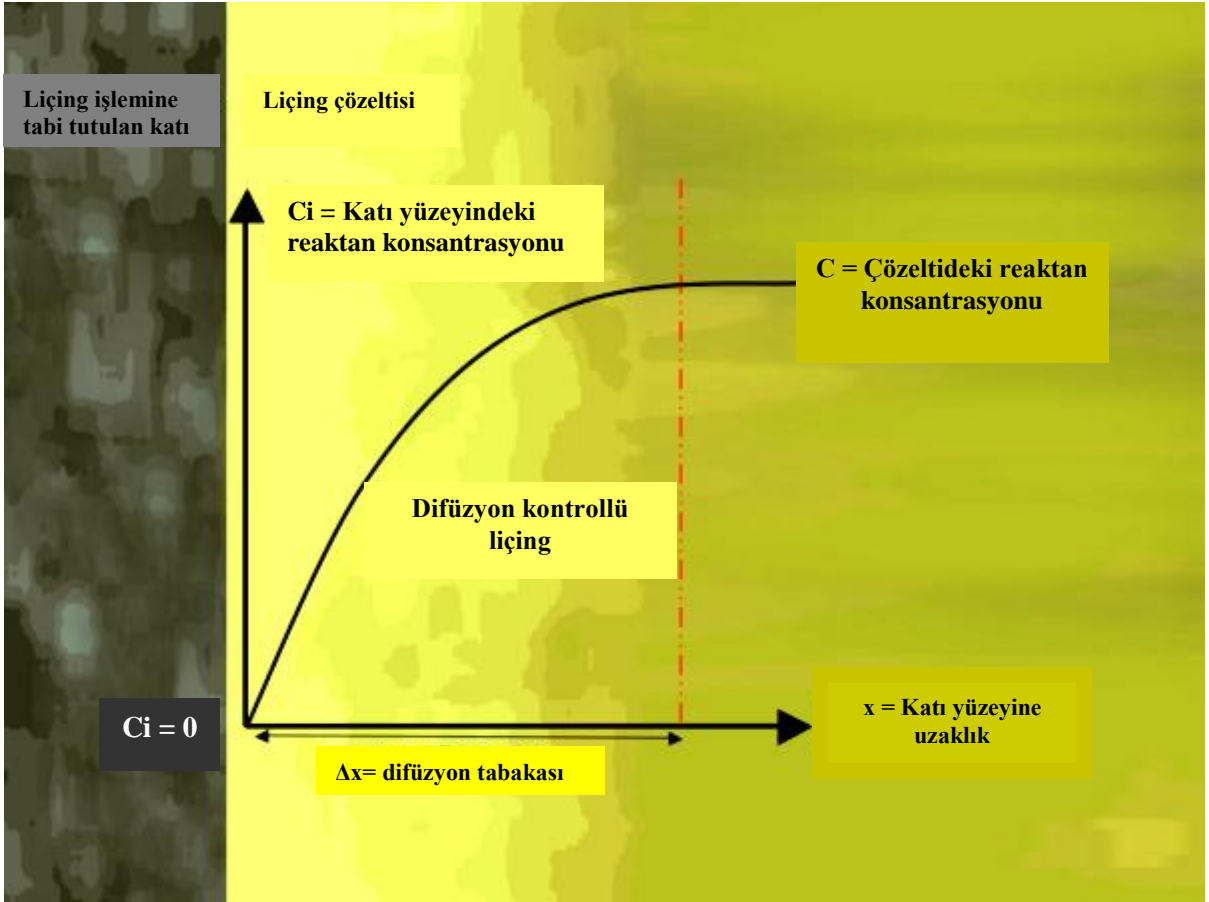 Liçing işlemine
tabi tutulan katı
Liçing çözeltisi
Ci = Katı yüzeyindeki
reaktan konsantrasyonu
C = Çözeltideki reaktan
konsantrasyonu
Difüzyon kontrollü
liçing
Ci = 0
x = Katı yüzeyine
uzaklık
Δx= difüzyon tabakası